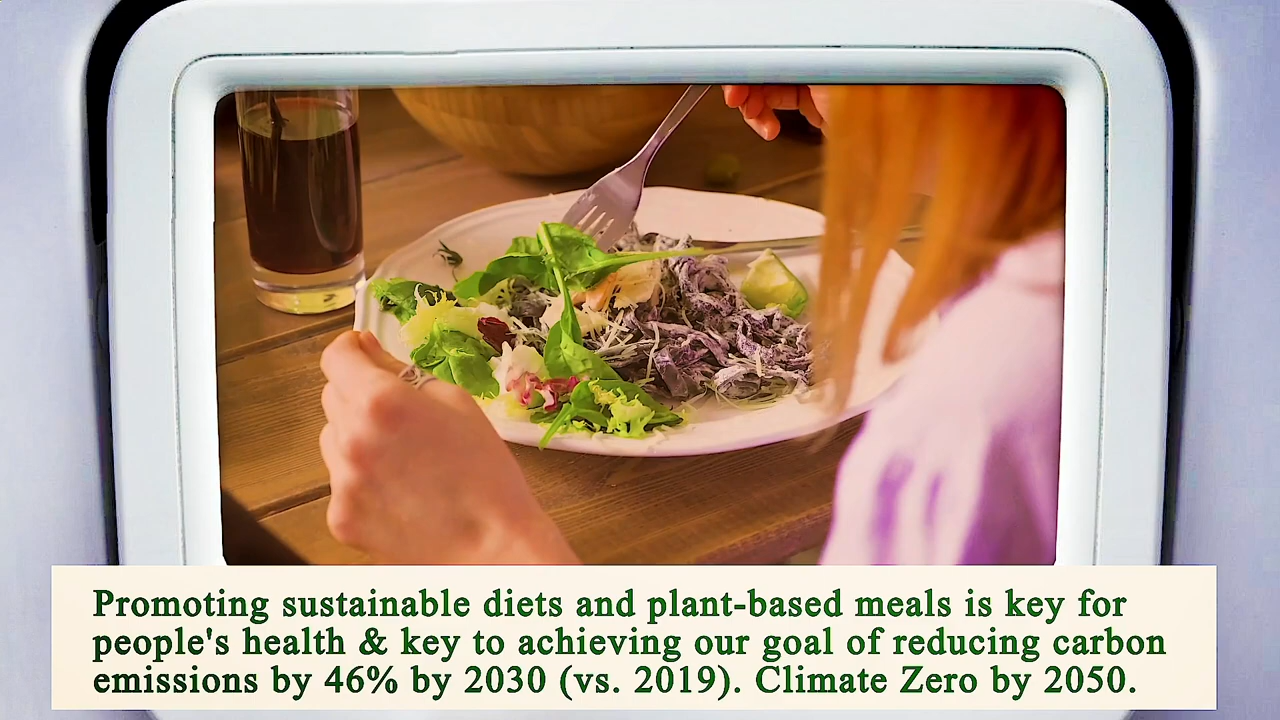 Promoting sustainable diets and plant-based meals is key for
people's health & key to achieving our goal of reducing carbon
emissions by 46% by 2030 (vs. 2019). Climate Zero by 2050.